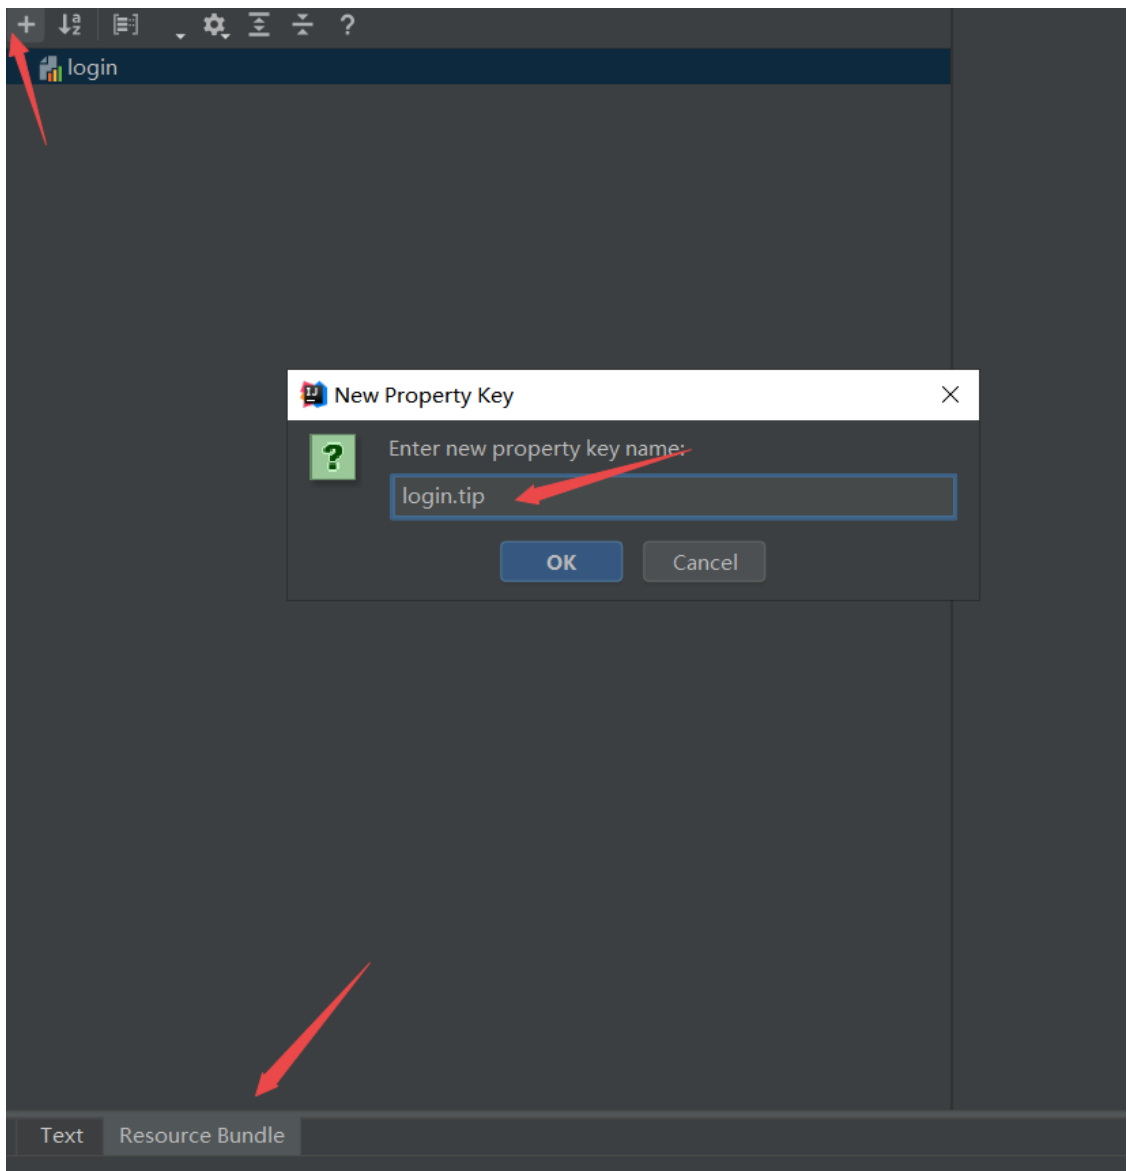 login
New Property Key
Enter new property key name:
login.tip
OK Cancel
Text Resource Bundle